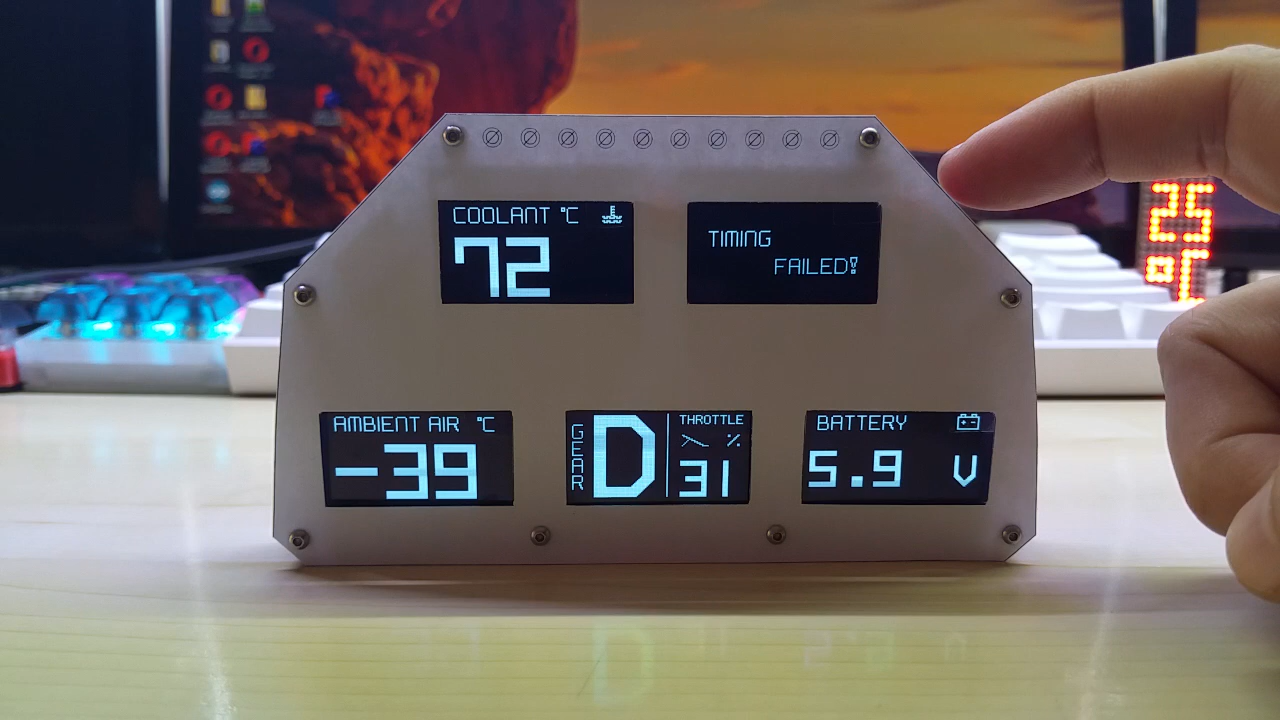 COOLANT °C
72
TIMING
FAILED!
AMBIENT AIR °C
-39
GEAR
D
THROTTLE
%
31
BATTERY
5.9 V
25
°C